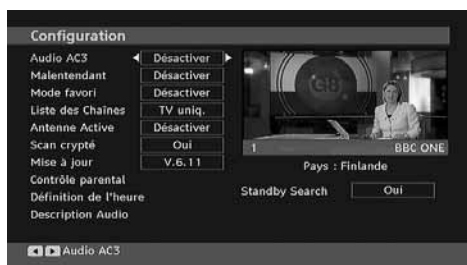 Configuration
Audio AC3 Désactiver
Malentendant Désactiver
Mode favori Désactiver
Liste des Chaînes TV uniq.
Antenne Active Désactiver
Scan crypté Oui
Mise à jour V.6.11
Contrôle parental
Définition de l'heure
Description Audio
G8
1 BBC ONE
Pays : Finlande
Standby Search Oui
Audio AC3